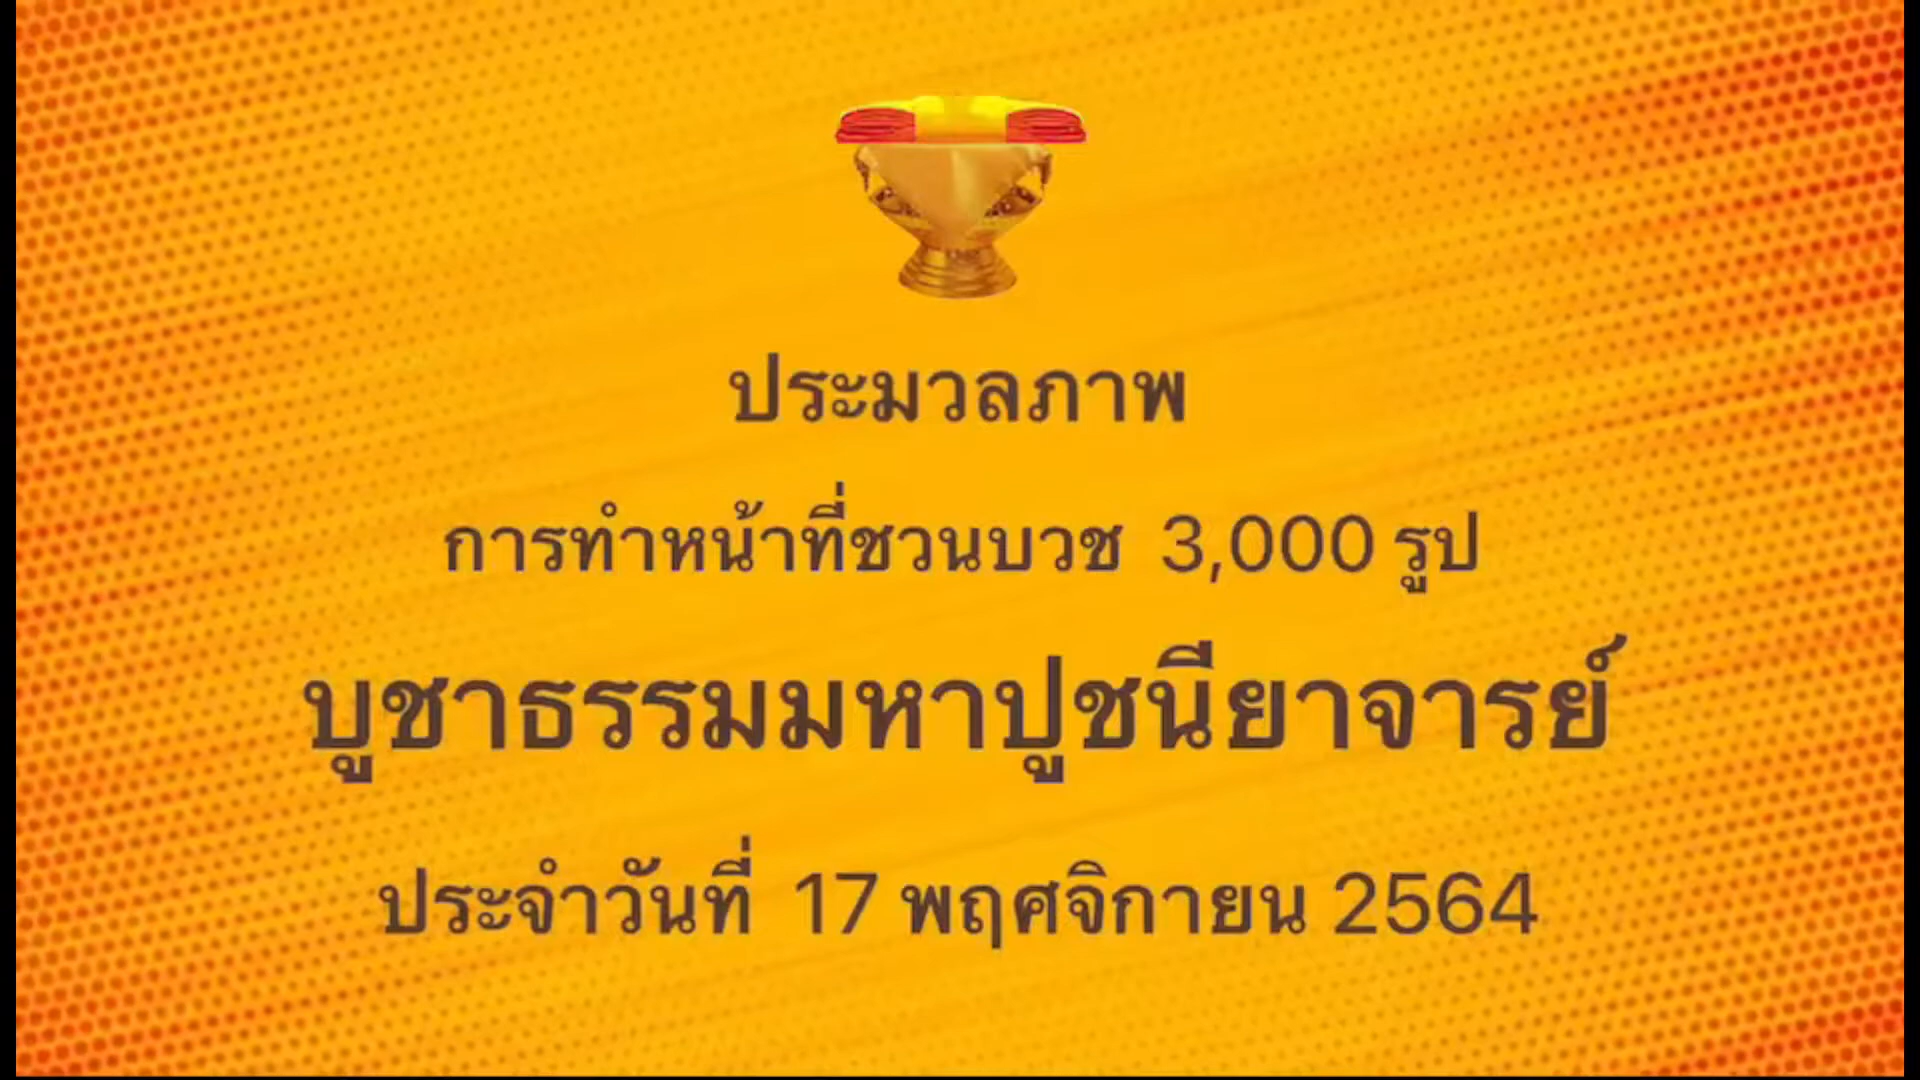 ประมวลภาพ
การทำหน้าที่ชวนบวช 3,000 รูป
บูชาธรรมมหาปูชนียาจารย์
ประจำวันที่ 17 พฤศจิกายน 2564